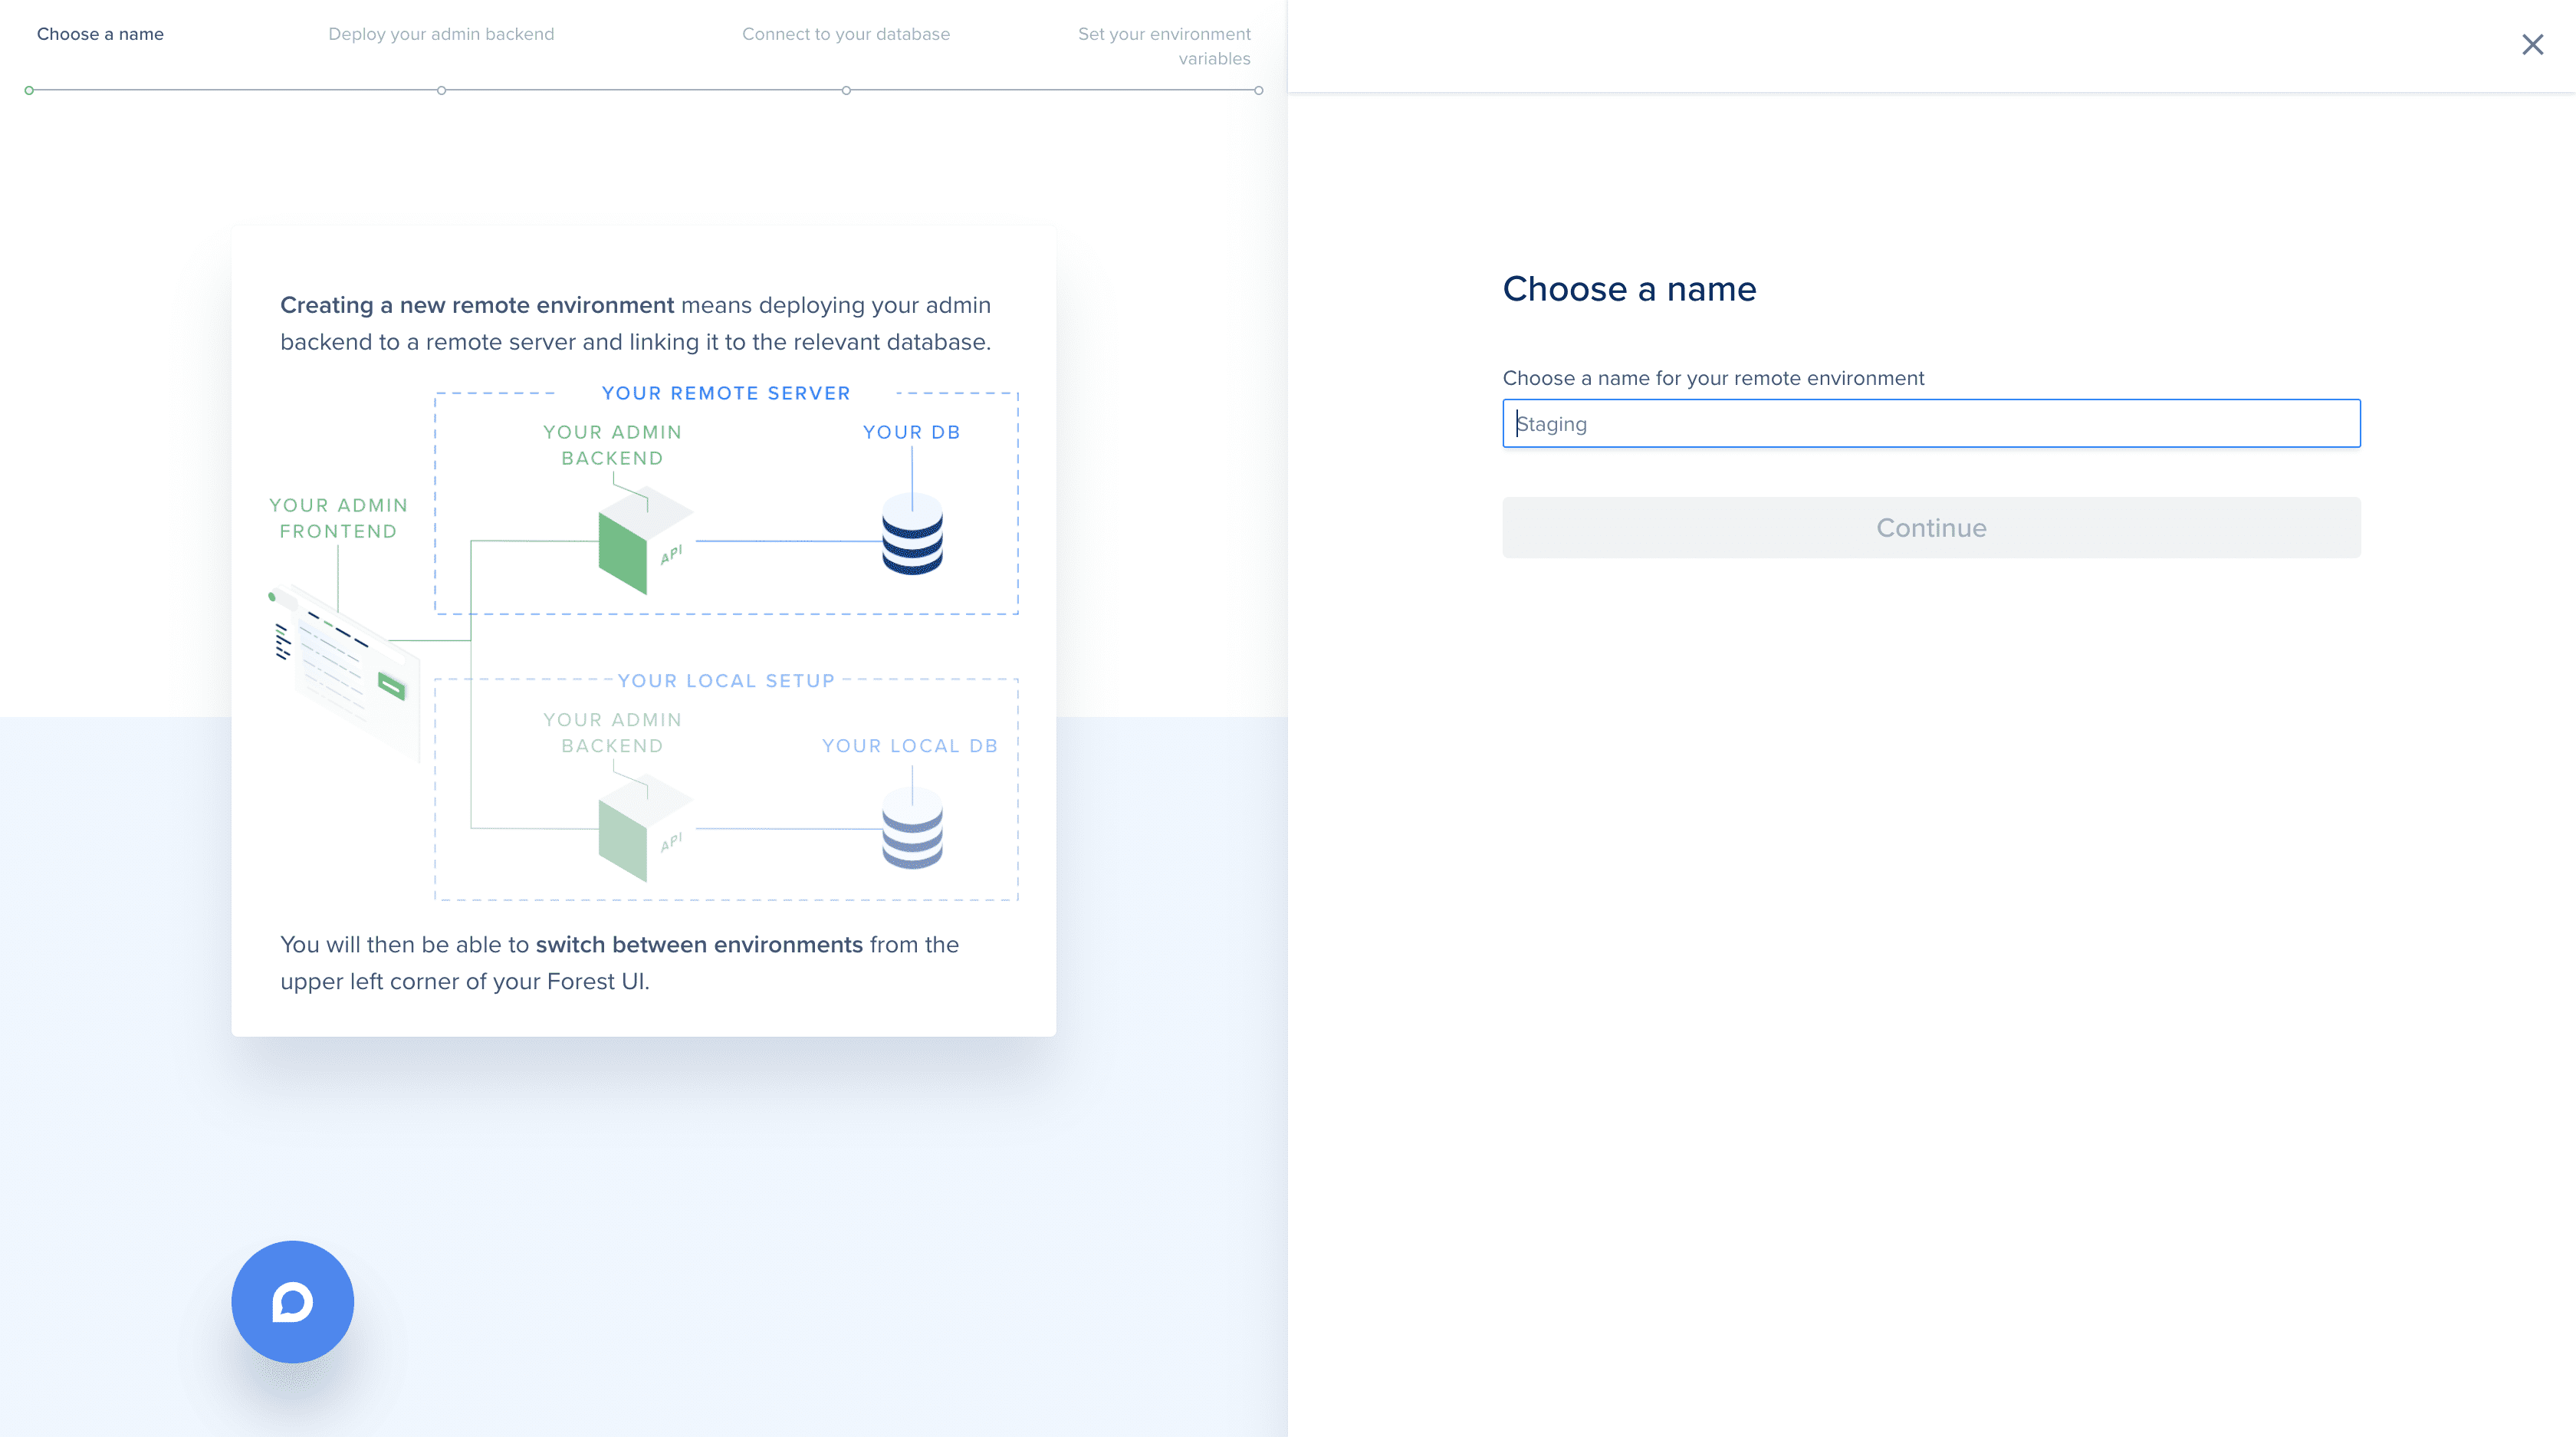 Choose a name
Deploy your admin backend
Connect to your database
Set your environment
variables
Creating a new remote environment means deploying your admin
backend to a remote server and linking it to the relevant database.
YOUR REMOTE SERVER
YOUR ADMIN
BACKEND
YOUR DB
YOUR ADMIN
FRONTEND
API
YOUR LOCAL SETUP
YOUR ADMIN
BACKEND
YOUR LOCAL DB
API
You will then be able to switch between environments from the
upper left corner of your Forest UI.
Choose a name
Choose a name for your remote environment
Staging
Continue